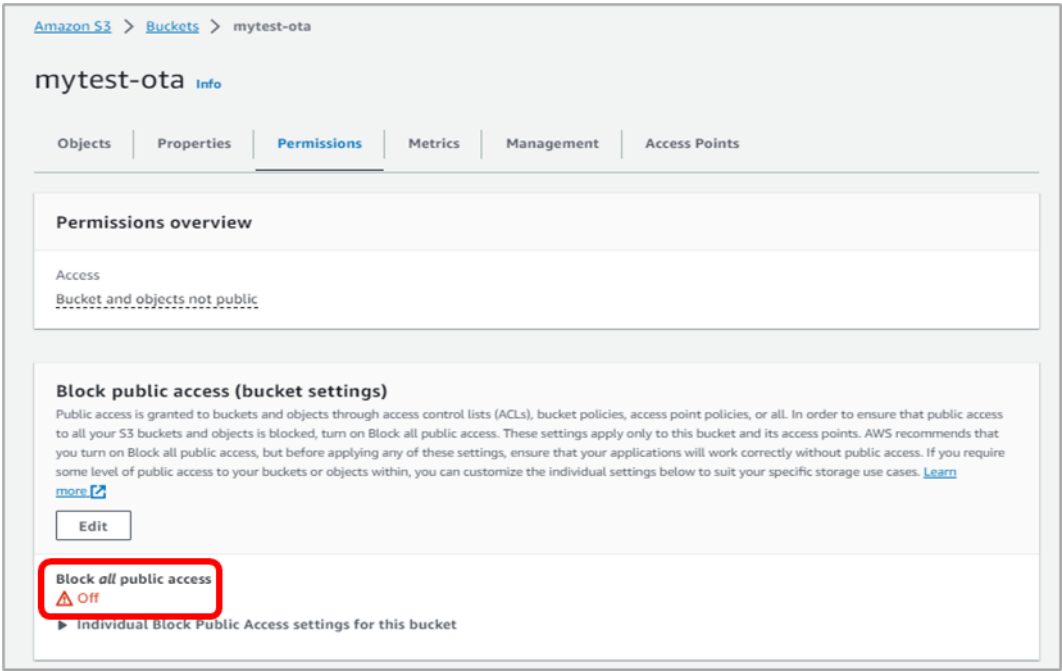 Amazon S3 > Buckets > mytest-ota
mytest-ota Info
Objects Properties Permissions Metrics Management Access Points
Permissions overview
Access
Bucket and objects not public
Block public access (bucket settings)
Public access is granted to buckets and objects through access control lists (ACLs), bucket policies, access point policies, or all. In order to ensure that public access
to all your S3 buckets and objects is blocked, turn on Block all public access. These settings apply only to this bucket and its access points. AWS recommends that
you turn on Block all public access, but before applying any of these settings, ensure that your applications will work correctly without public access. If you require
some level of public access to your buckets or objects within, you can customize the individual settings below to suit your specific storage use cases. Learn
more
Edit
Block all public access
Off
Individual Block Public Access settings for this bucket